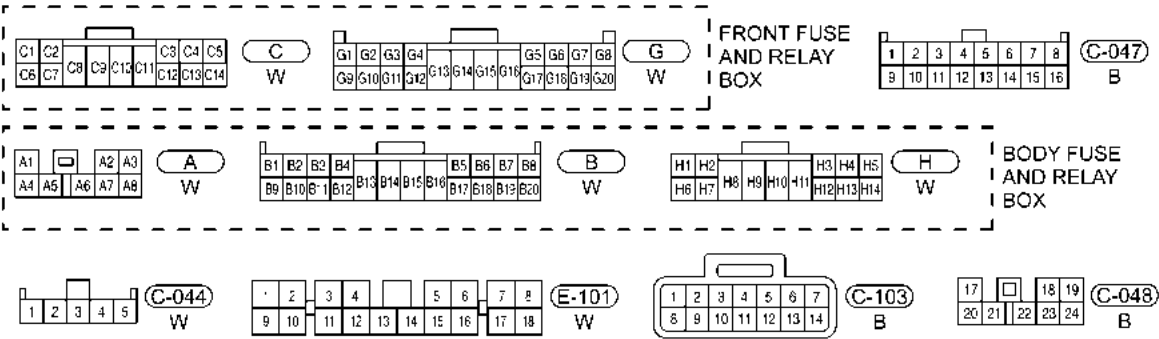 C1 C2 C3 C4 C5
C6 C7 C8 C9 C10 C11 C12 C13 C14
C
W
G1 G2 G3 G4 G5 G6 G7 G8
G9 G10 G11 G12 G13 G14 G15 G16 G17 G18 G19 G20
G
W
FRONT FUSE
AND RELAY
BOX
1 2 3 4 5 6 7 8
9 10 11 12 13 14 15 16
C-047
B
A1 A2 A3
A4 A5 A6 A7 A8
A
W
B1 B2 B3 B4 B5 B6 B7 B8
B9 B10 B11 B12 B13 B14 B15 B16 B17 B18 B19 B20
B
W
H1 H2 H3 H4 H5
H6 H7 H8 H9 H10 H11 H12 H13 H14
H
W
BODY FUSE
AND RELAY
BOX
1 2 3 4 5
C-044
W
1 2 3 4 5 6 7 8
9 10 11 12 13 14 15 16 17 18
E-101
W
1 2 3 4 5 6 7
8 9 10 11 12 13 14
C-103
B
17 18 19
20 21 22 23 24
C-048
B